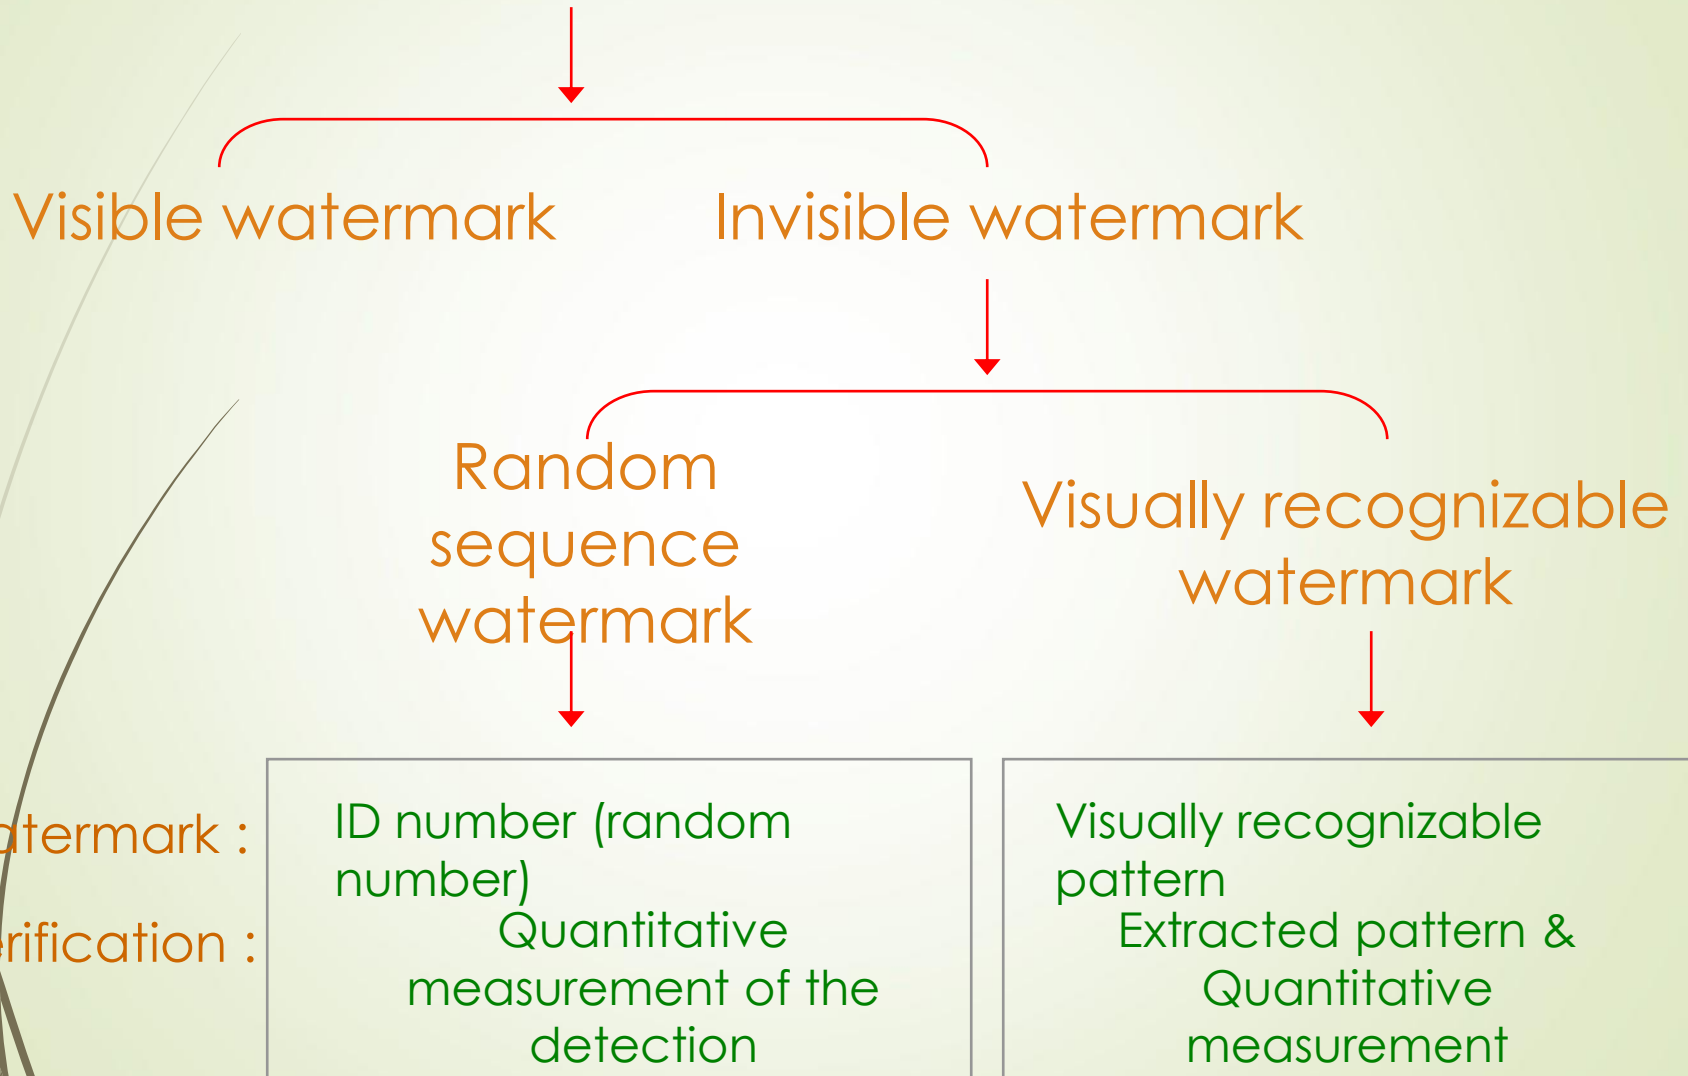 Visible watermark
Invisible watermark
Random
sequence
watermark
Visually recognizable
watermark
atermark :
ID number (random
number)
Visually recognizable
pattern
erification :
Quantitative
measurement of the
detection
Extracted pattern &
Quantitative
measurement